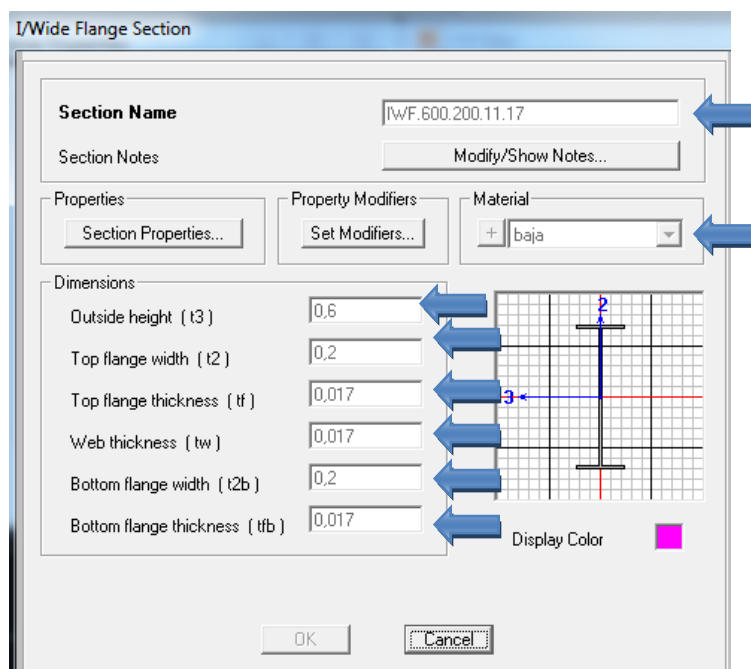 I/Wide Flange Section
Section Name IWF.600.200.11.17
Section Notes Modify/Show Notes...
Properties Property Modifiers Material
Section Properties... Set Modifiers... + baja
Dimensions
Outside height ( t3 ) 0,6
Top flange width ( t2 ) 0,2
Top flange thickness ( tf ) 0,017
Web thickness ( tw ) 0,017
Bottom flange width ( t2b ) 0,2
Bottom flange thickness ( tfb ) 0,017
2
3
Display Color
OK Cancel